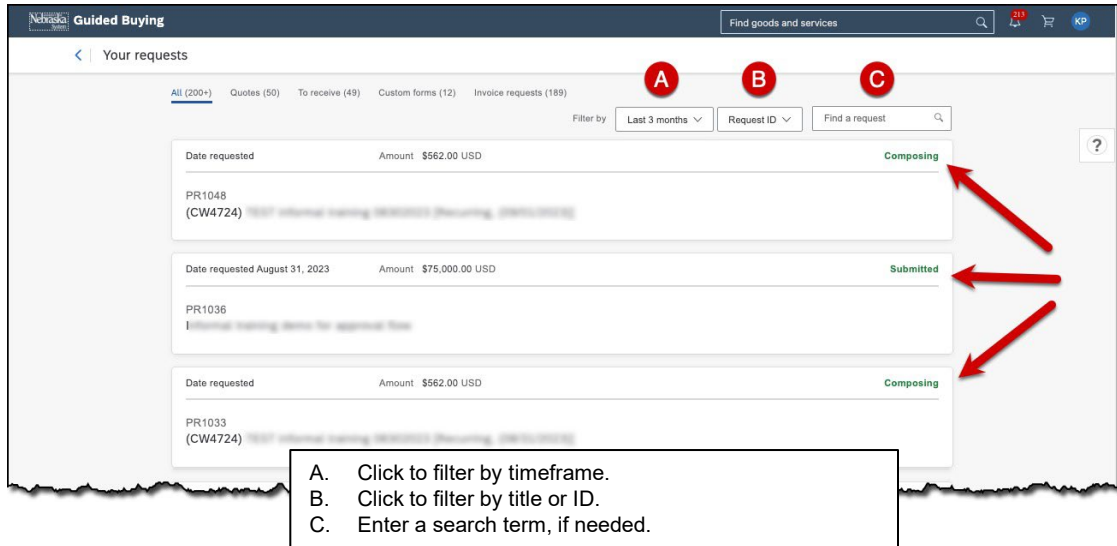 Nebraska System Guided Buying Find goods and services 213 KP
Your requests
A B C
All (200+) Quotes (50) To receive (49) Custom forms (12) Invoice requests (189)
Filter by Last 3 months Request ID Find a request
?
Date requested Amount $562.00 USD Composing
PR1048
(CW4724)
Date requested August 31, 2023 Amount $75,000.00 USD Submitted
PR1036
Date requested Amount $562.00 USD Composing
PR1033
(CW4724)
A. Click to filter by timeframe.
B. Click to filter by title or ID.
C. Enter a search term, if needed.